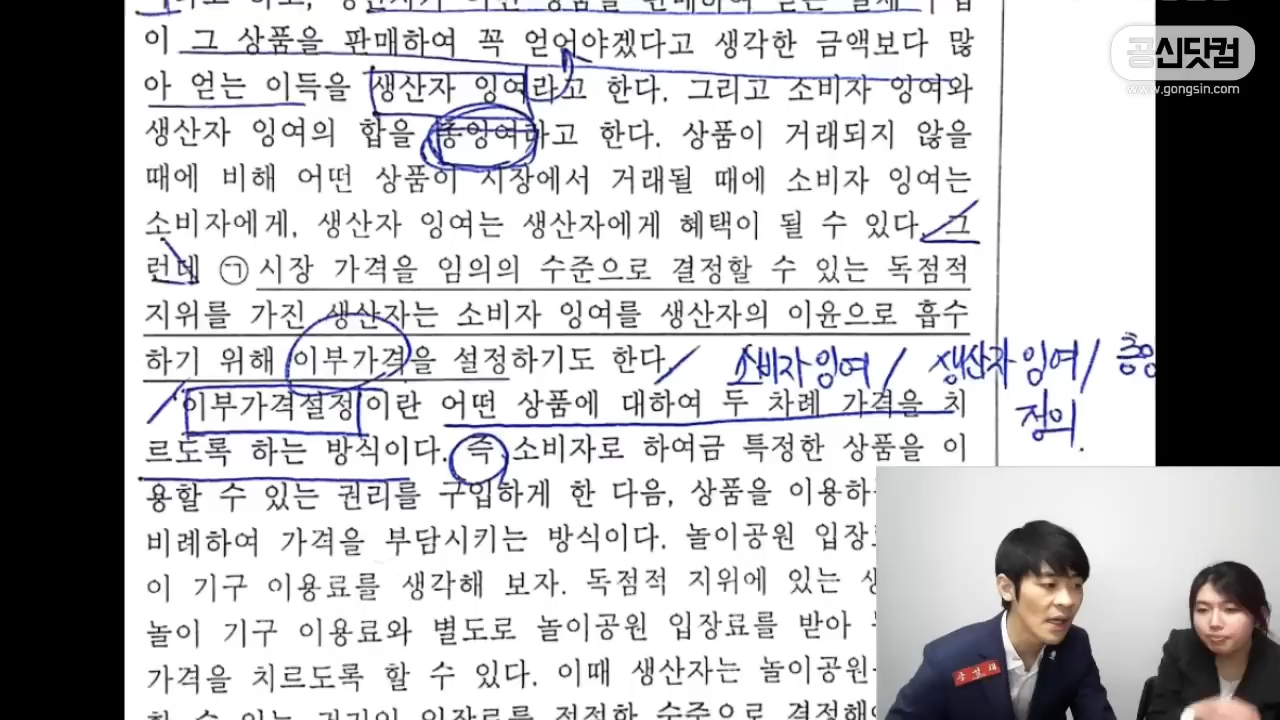 이 그 상품을 판매하여 꼭 얻어야겠다고 생각한 금액보다 많
아 얻는 이득을 생산자 잉여라고 한다. 그리고 소비자 잉여와
생산자 잉여의 합을 총잉여라고 한다. 상품이 거래되지 않을
때에 비해 어떤 상품이 시장에서 거래될 때에 소비자 잉여는
소비자에게, 생산자 잉여는 생산자에게 혜택이 될 수 있다. 그
런데 ㉠ 시장 가격을 임의의 수준으로 결정할 수 있는 독점적
지위를 가진 생산자는 소비자 잉여를 생산자의 이윤으로 흡수
하기 위해 이부가격을 설정하기도 한다.
이부가격설정이란 어떤 상품에 대하여 두 차례 가격을 치
르도록 하는 방식이다. 즉 소비자로 하여금 특정한 상품을 이
용할 수 있는 권리를 구입하게 한 다음, 상품을 이용하
비례하여 가격을 부담시키는 방식이다. 놀이공원 입장
이 기구 이용료를 생각해 보자. 독점적 지위에 있는
놀이 기구 이용료와 별도로 놀이공원 입장료를 받아
가격을 치르도록 할 수 있다. 이때 생산자는 놀이공원
소비자 잉여 / 생산자 잉여 / 총잉
정의.
공신닷컴
www.gongsin.com